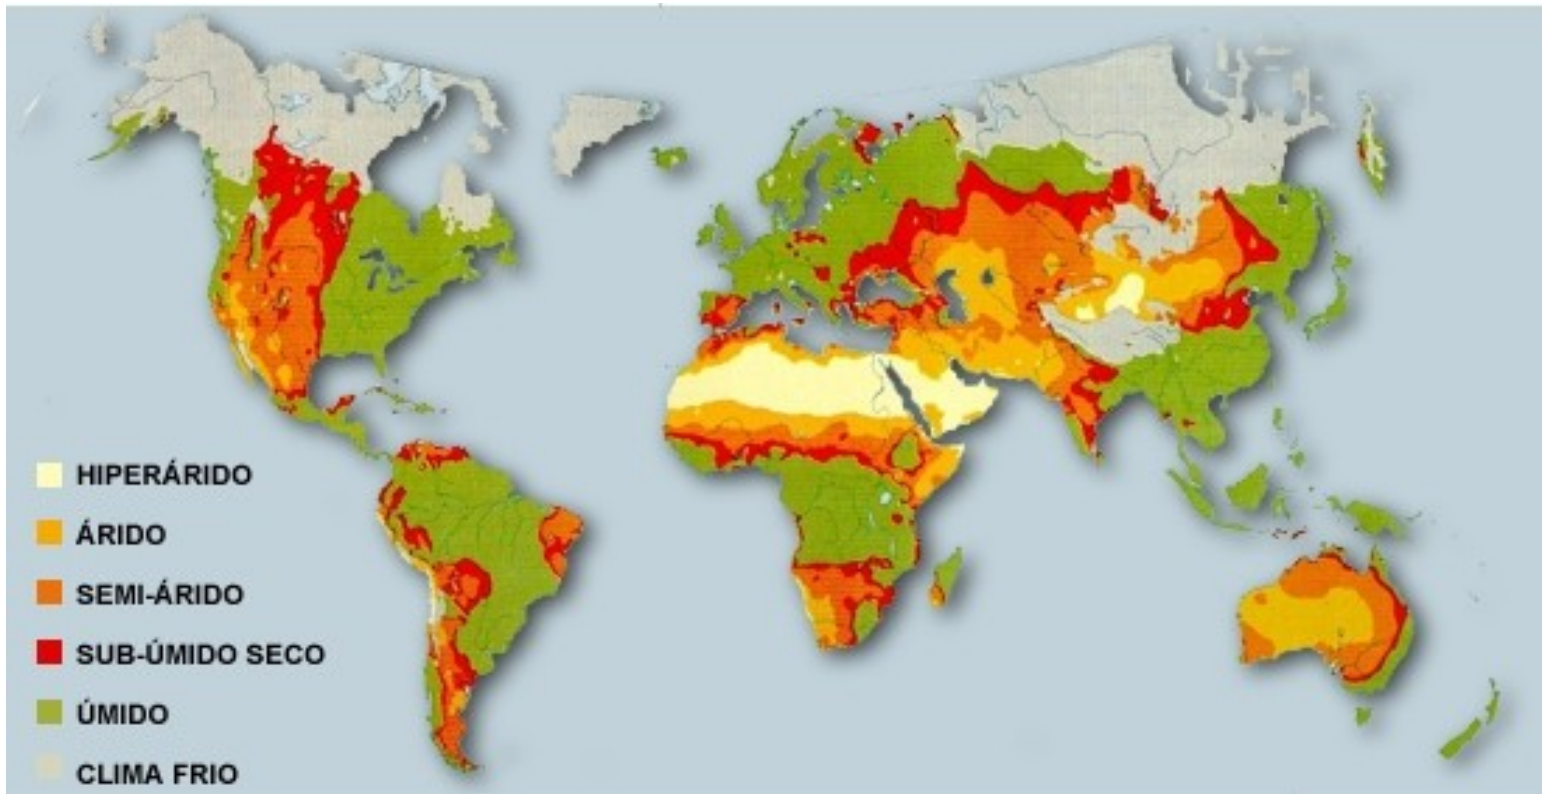 HIPERÁRIDO
ÁRIDO
SEMI-ÁRIDO
SUB-ÚMIDO SECO
ÚMIDO
CLIMA FRIO